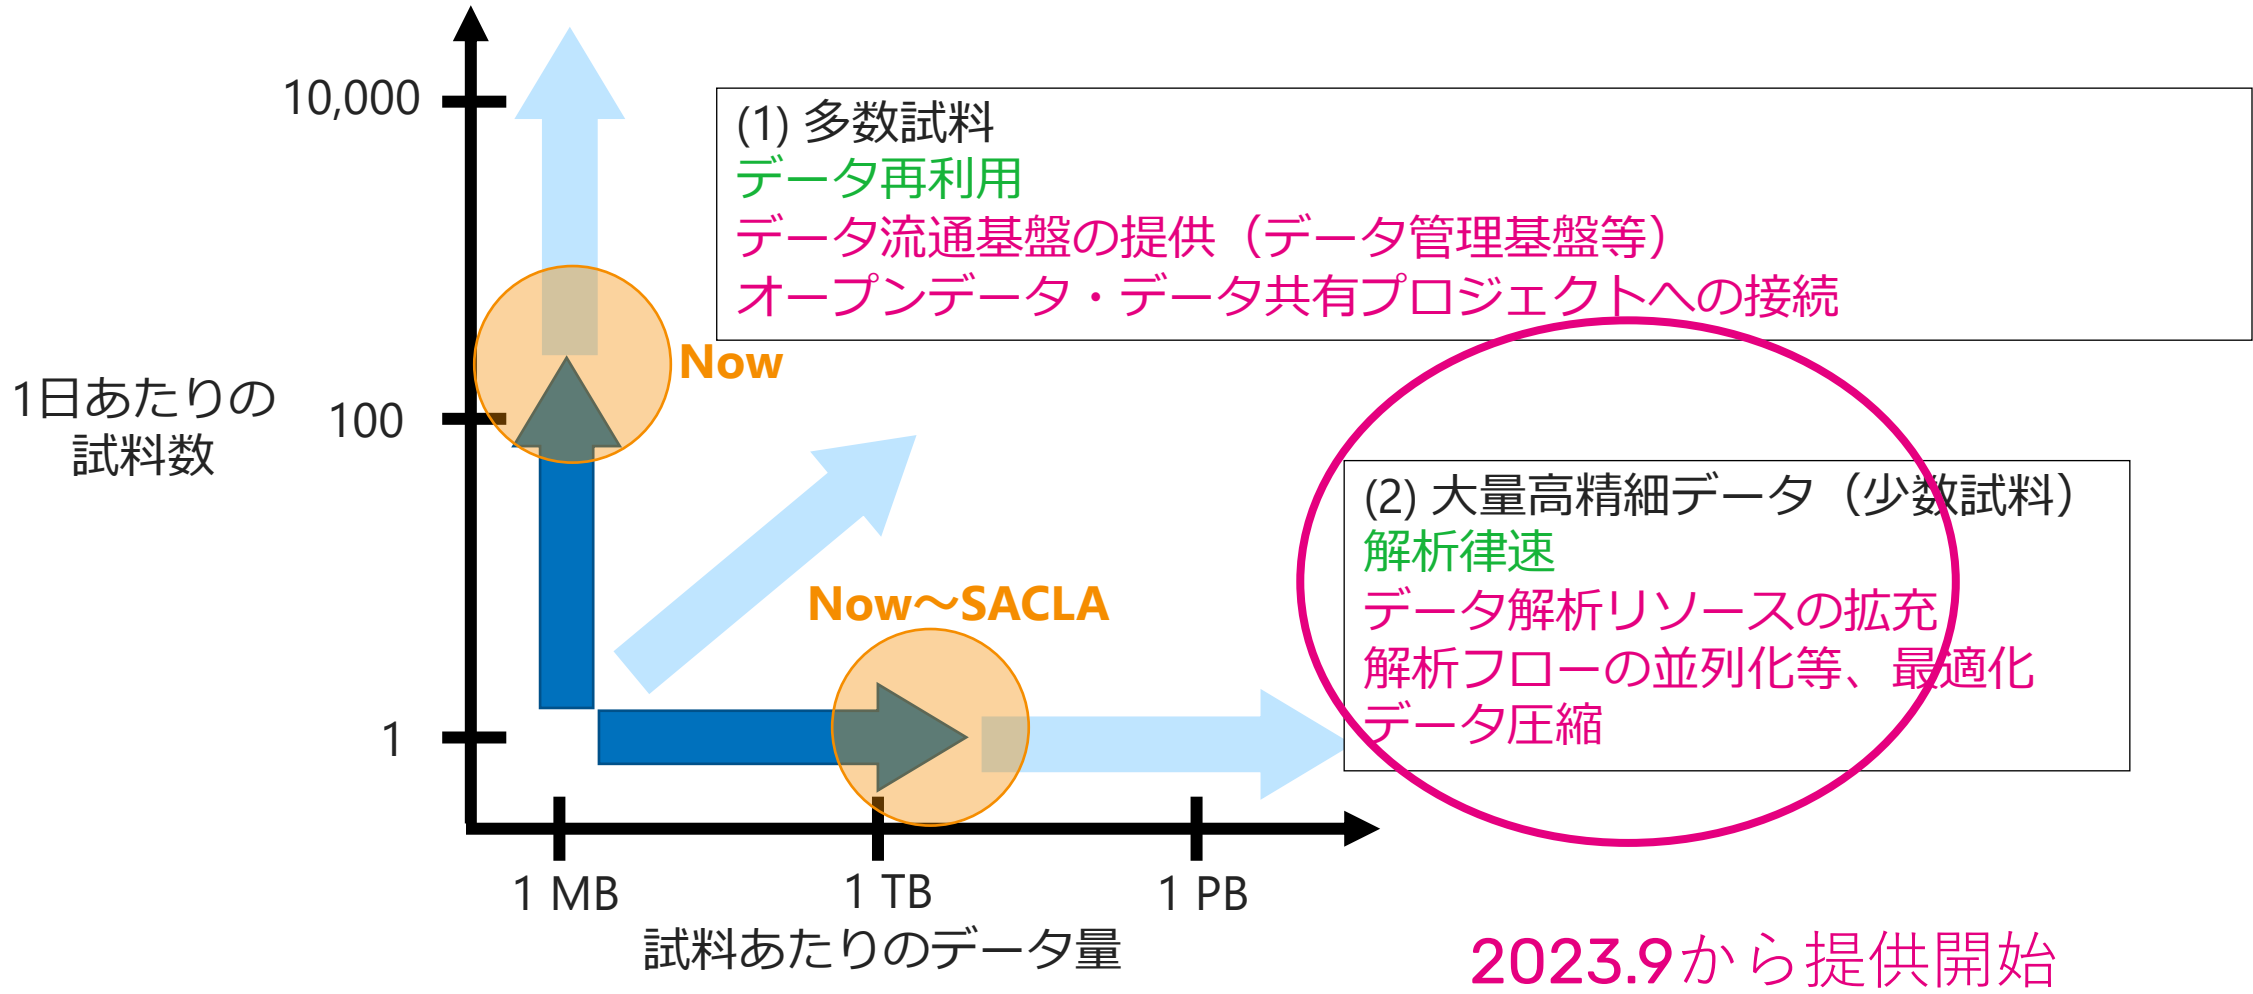 10,000
(1) 多数試料
データ再利用
データ流通基盤の提供（データ管理基盤等）
オープンデータ・データ共有プロジェクトへの接続
Now
1日あたりの
試料数
100
(2) 大量高精細データ（少数試料）
解析律速
データ解析リソースの拡充
解析フローの並列化等、最適化
データ圧縮
Now～SACLA
1
1 MB
1 TB
1 PB
試料あたりのデータ量
2023.9から提供開始